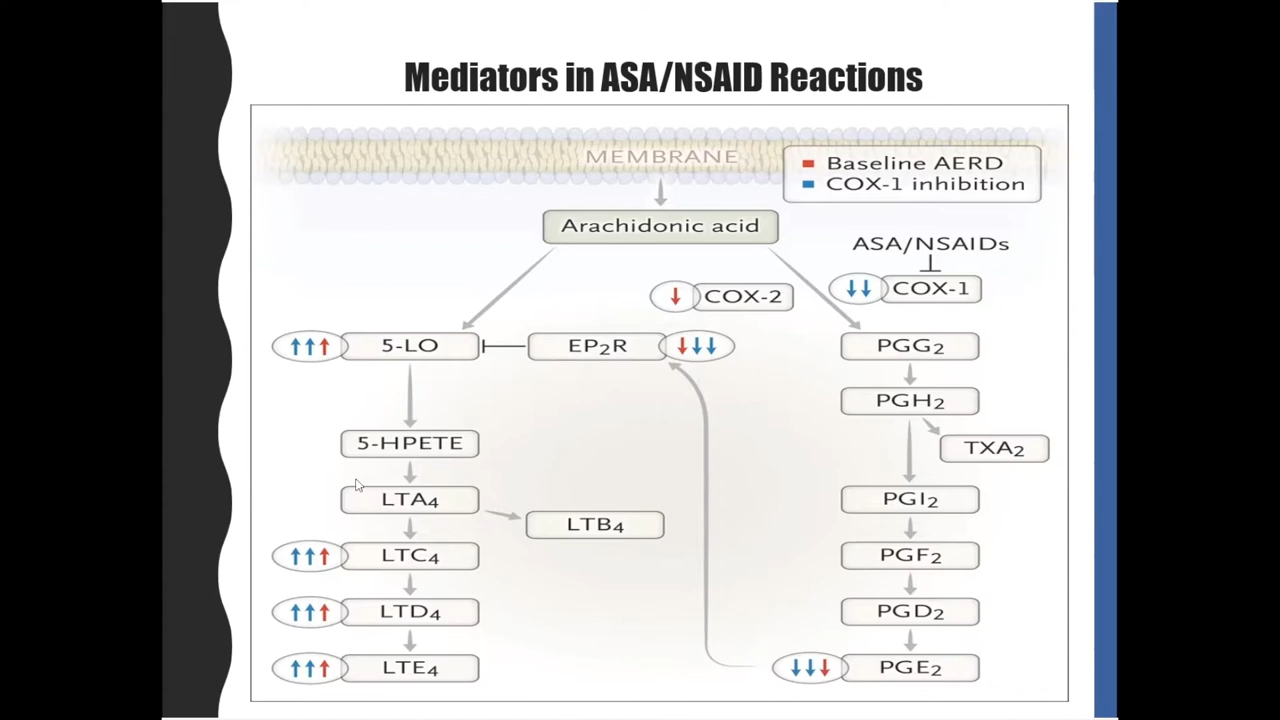 Mediators in ASA/NSAID Reactions
MEMBRANE
Baseline AERD
COX-1 inhibition
Arachidonic acid
ASA/NSAIDs
COX-2
COX-1
5-LO
EP₂R
PGG₂
PGH₂
5-HPETE
TXA₂
LTA₄
PGI₂
LTB₄
LTC₄
PGF₂
LTD₄
PGD₂
LTE₄
PGE₂